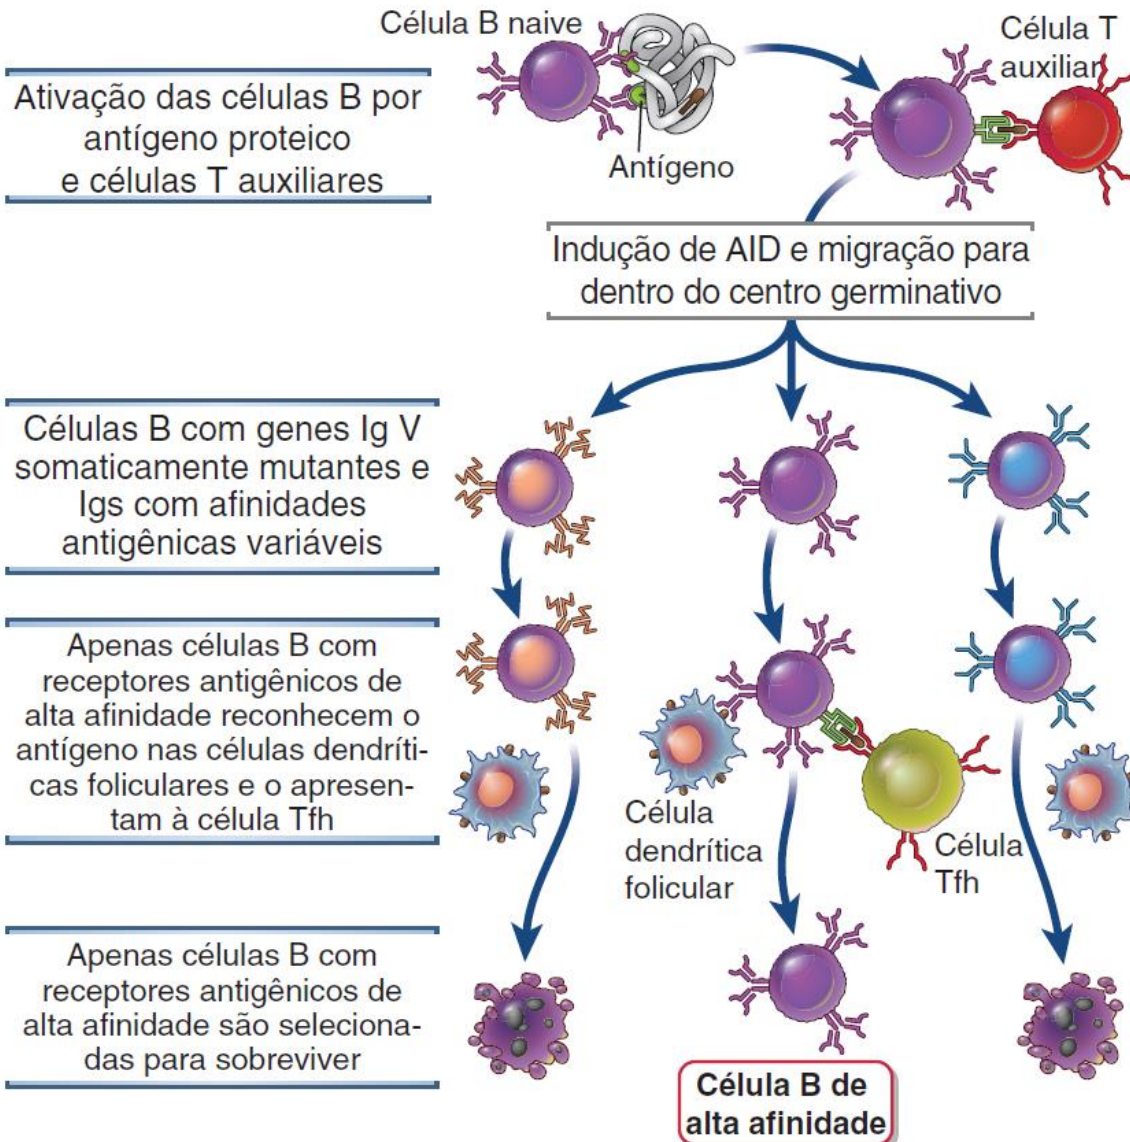 Célula B naive
Célula T
auxiliar
Antígeno
Ativação das células B por
antígeno proteico
e células T auxiliares
Indução de AID e migração para
dentro do centro germinativo
Células B com genes Ig V
somaticamente mutantes e
Igs com afinidades
antigênicas variáveis
Apenas células B com
receptores antigênicos de
alta afinidade reconhecem o
antígeno nas células dendríti-
cas foliculares e o apresen-
tam à célula Tfh
Célula
dendrítica
folicular
Célula
Tfh
Apenas células B com
receptores antigênicos de
alta afinidade são seleciona-
das para sobreviver
Célula B de
alta afinidade